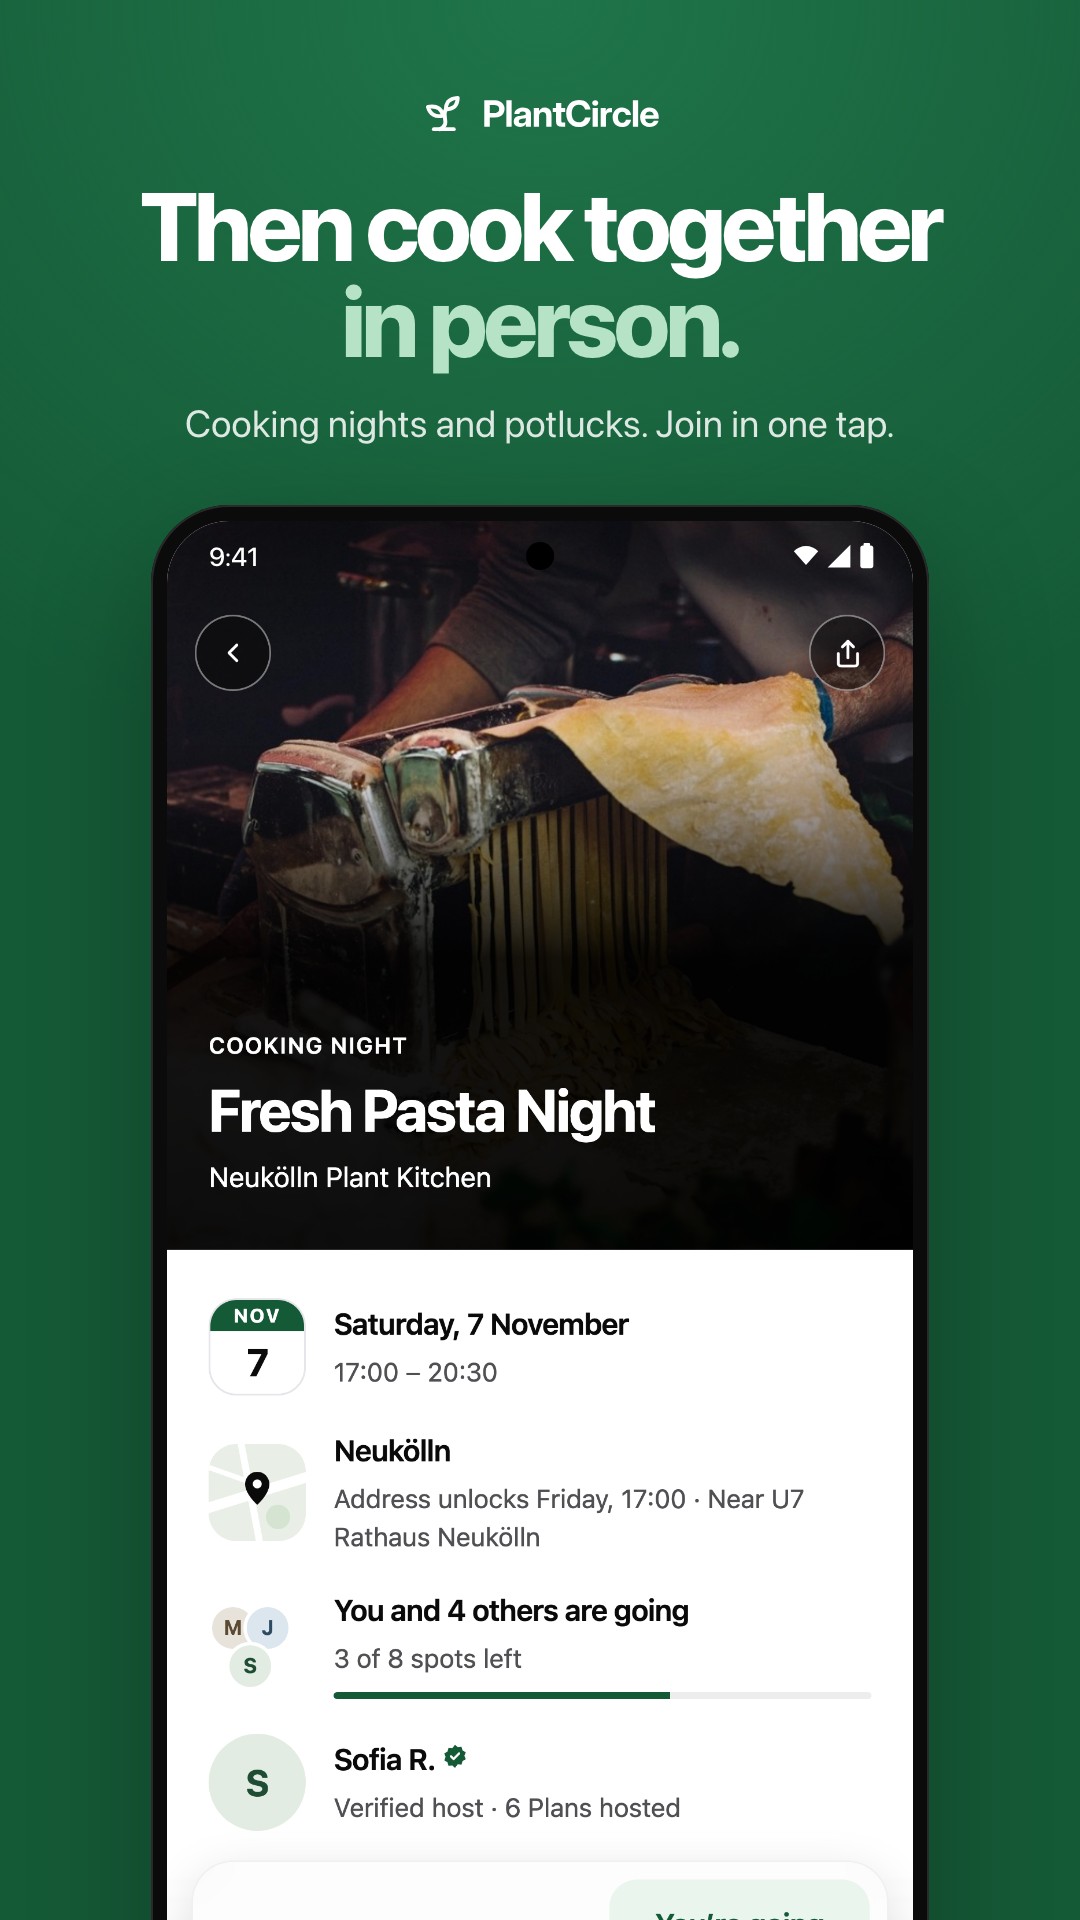 PlantCircle
Then cook together
in person.
Cooking nights and potlucks. Join in one tap.
9:41
COOKING NIGHT
Fresh Pasta Night
Neukölln Plant Kitchen
NOV
7
Saturday, 7 November
17:00 – 20:30
Neukölln
Address unlocks Friday, 17:00 · Near U7
Rathaus Neukölln
M J
S
You and 4 others are going
3 of 8 spots left
S
Sofia R.
Verified host · 6 Plans hosted
You're going